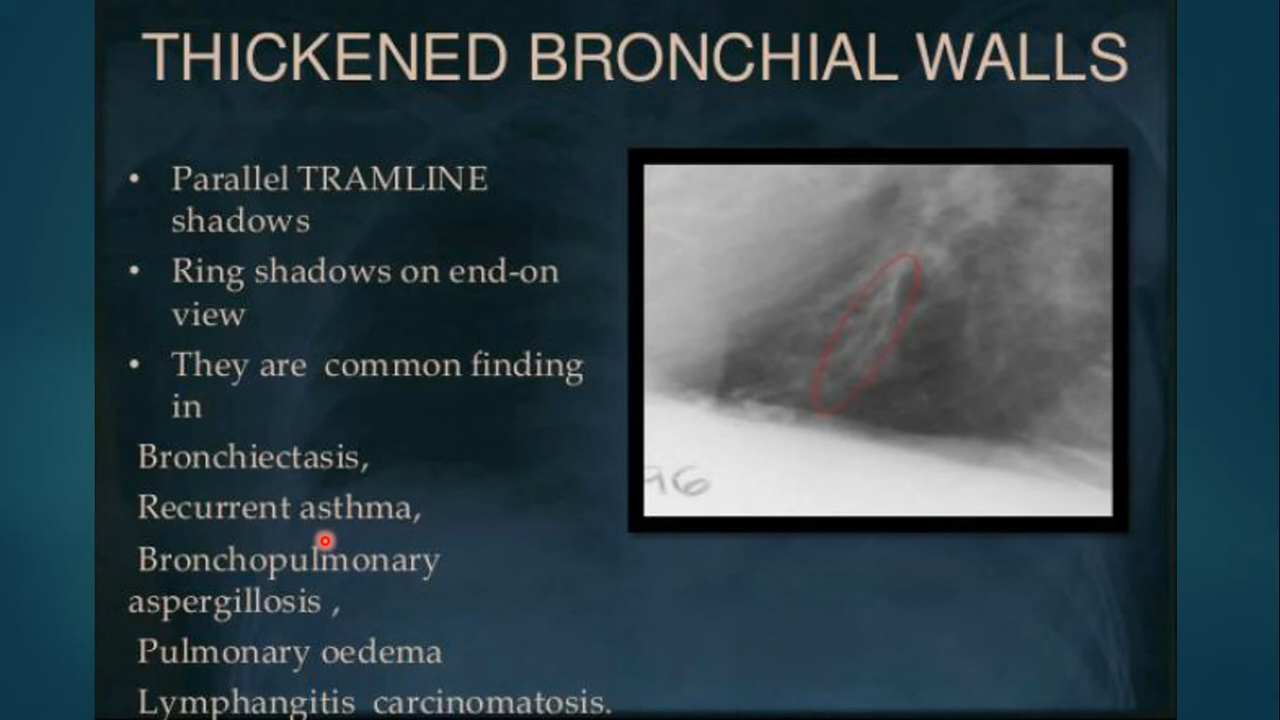 THICKENED BRONCHIAL WALLS
• Parallel TRAMLINE
shadows
• Ring shadows on end-on
view
• They are common finding
in
Bronchiectasis,
Recurrent asthma,
Bronchopulmonary
aspergillosis ,
Pulmonary oedema
Lymphangitis carcinomatosis.
96